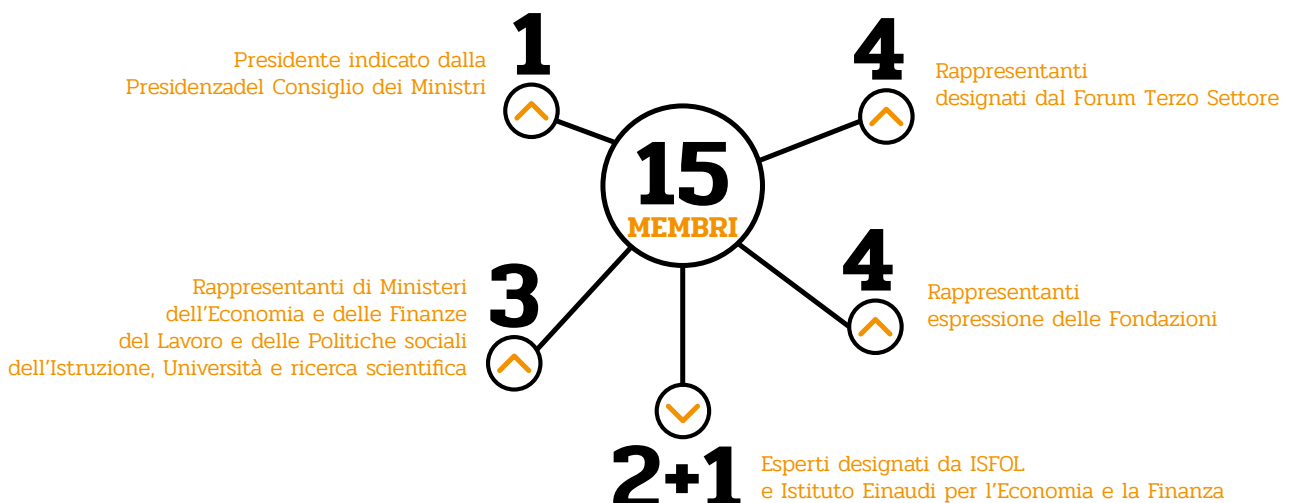 1
Presidente indicato dalla
Presidenzadel Consiglio dei Ministri
4
Rappresentanti
designati dal Forum Terzo Settore
15
MEMBRI
3
Rappresentanti di Ministeri
dell'Economia e delle Finanze
del Lavoro e delle Politiche sociali
dell'Istruzione, Università e ricerca scientifica
4
Rappresentanti
espressione delle Fondazioni
2+1
Esperti designati da ISFOL
e Istituto Einaudi per l'Economia e la Finanza